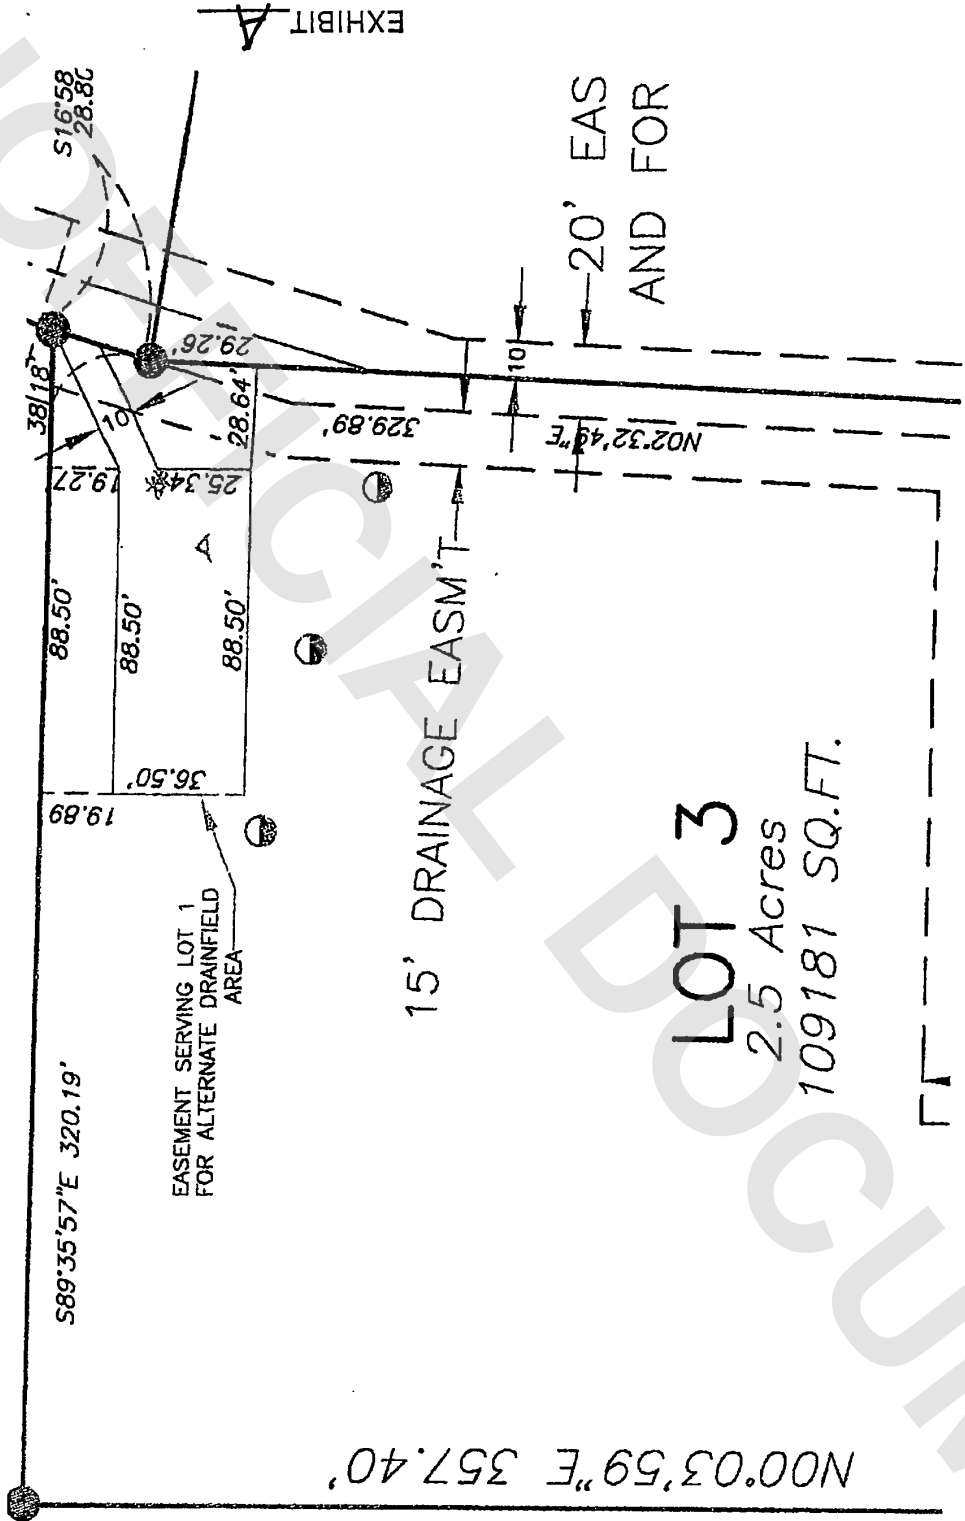 EXHIBIT A
S16°58
28.80
20' EAS
AND FOR
38.18
10
19.27
25.34
28.64'
29.26'
329.89'
N02°32'49"E
10
88.50'
88.50'
88.50'
A
19.89
36.50'
15' DRAINAGE EASM'T
EASEMENT SERVING LOT 1
FOR ALTERNATE DRAINFIELD
AREA
LOT 3
2.5 Acres
109181 SQ.FT.
S89°35'57"E 320.19'
N00°03'59"E 357.40'